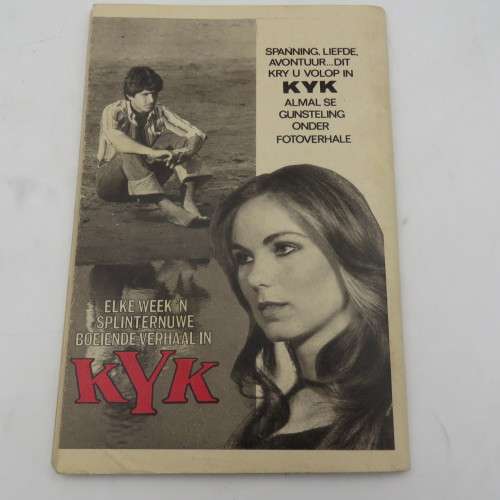 SPANNING, LIEFDE,
AVONTUUR...DIT
KRY U VOLOP IN
KYK
ALMAL SE
GUNSTELING
ONDER
FOTOVERHALE
ELKE WEEK 'N
SPLINTERNUWE
BOEIENDE VERHAAL IN
KYK